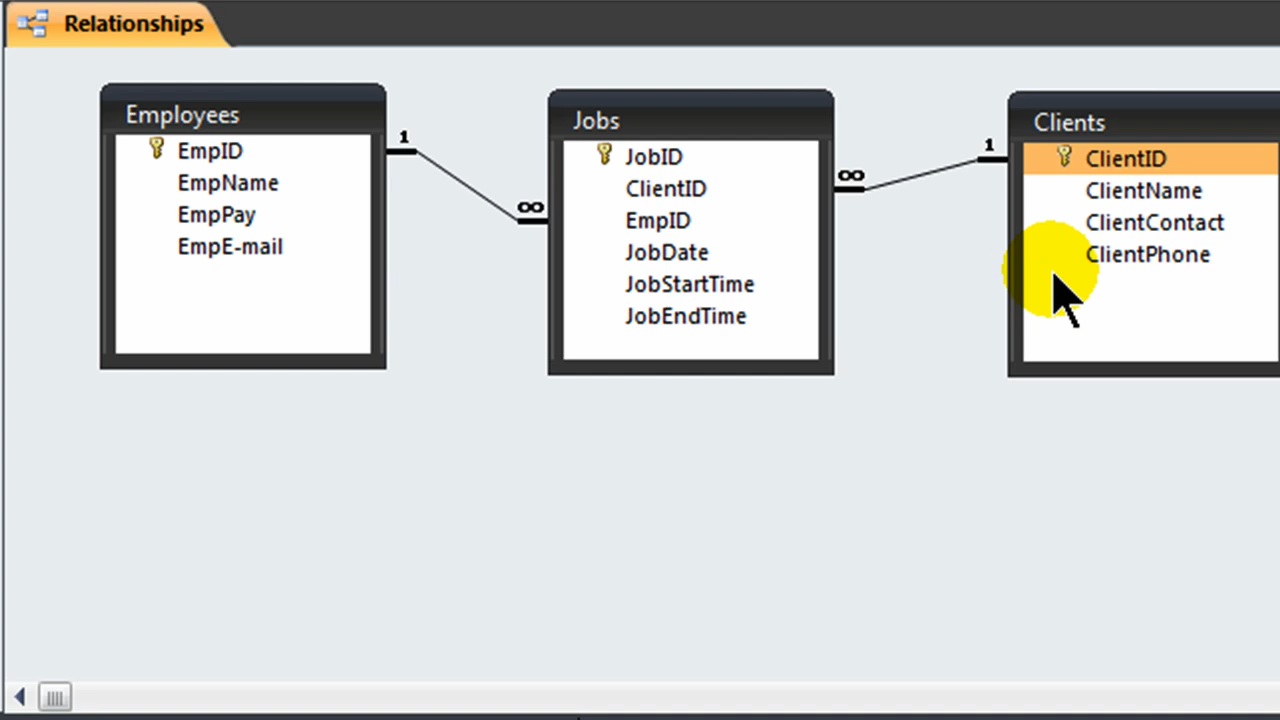 Relationships
Employees
EmpID
EmpName
EmpPay
EmpE-mail
1
∞
Jobs
JobID
ClientID
EmpID
JobDate
JobStartTime
JobEndTime
∞
1
Clients
ClientID
ClientName
ClientContact
ClientPhone